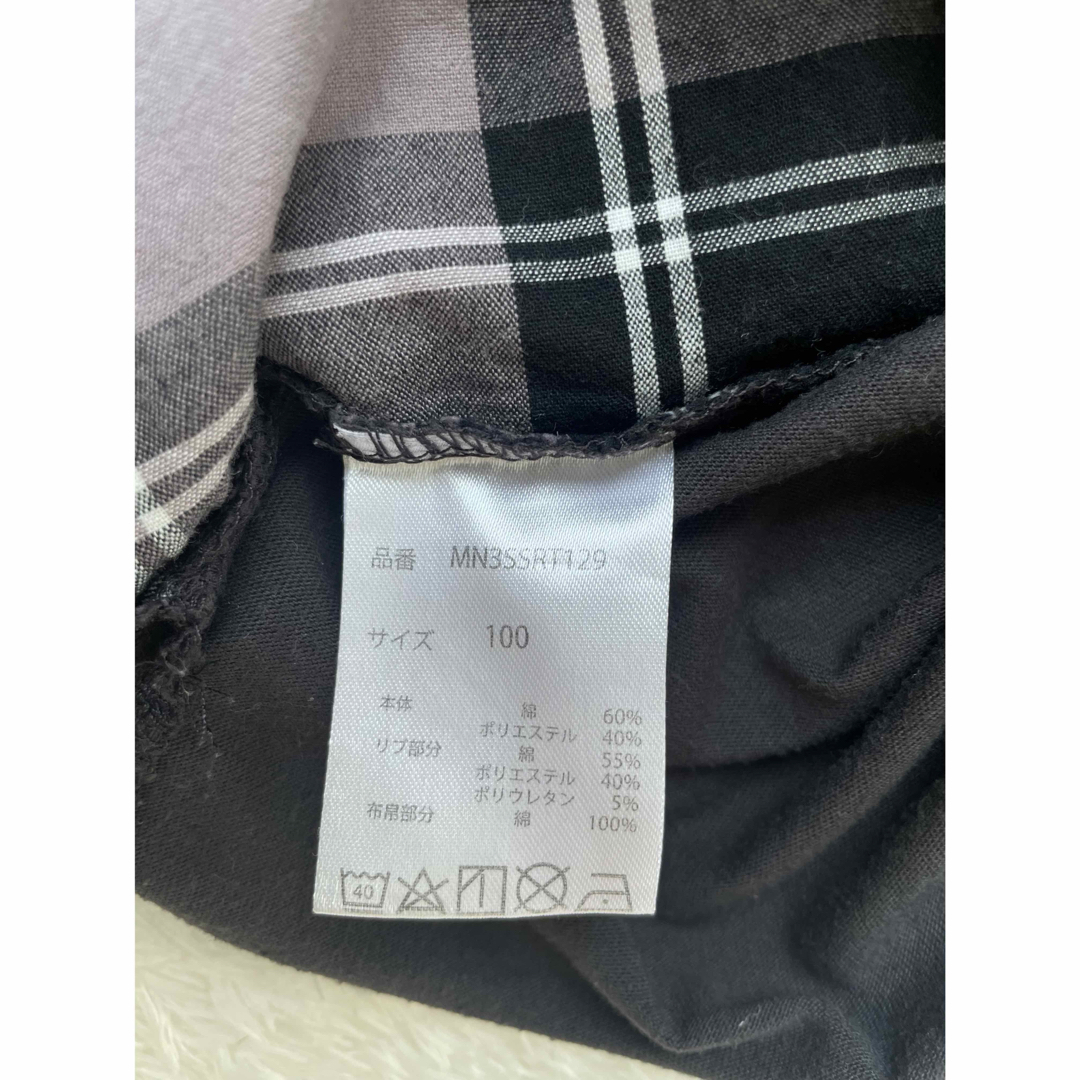 品番 MN3SSRT129
サイズ 100
本体 綿 60%
ポリエステル 40%
リブ部分 綿 55%
ポリエステル 40%
ポリウレタン 5%
布帛部分 綿 100%
40